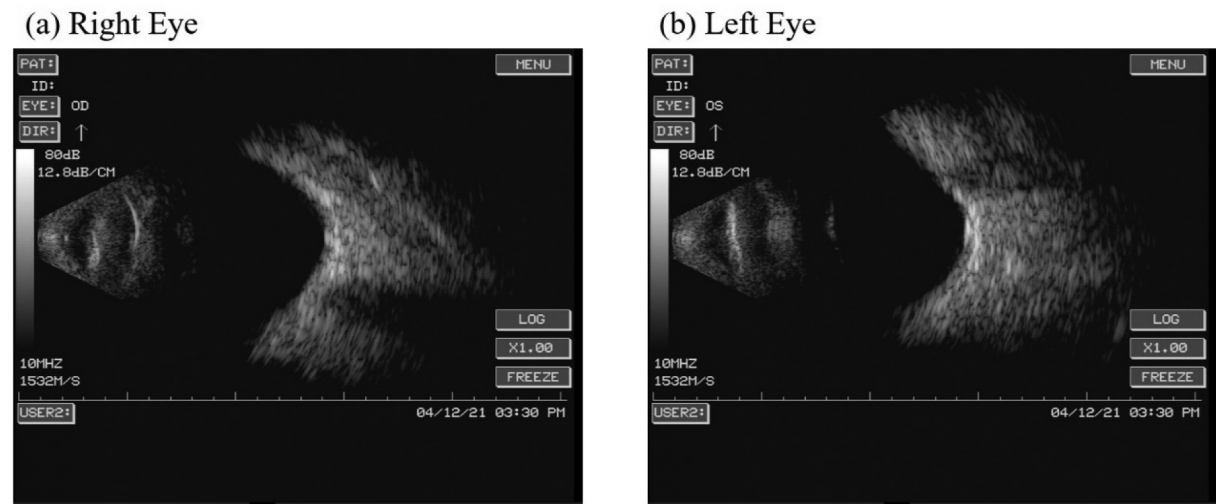 (a) Right Eye
PAT:
MENU
ID:
EYE: OD
DIR: ↑
80dB
12.8dB/CM
LOG
X1.00
10MHZ
FREEZE
1532M/S
USER2:
04/12/21 03:30 PM
(b) Left Eye
PAT:
MENU
ID:
EYE: OS
DIR: ↑
80dB
12.8dB/CM
LOG
X1.00
10MHZ
FREEZE
1532M/S
USER2:
04/12/21 03:30 PM